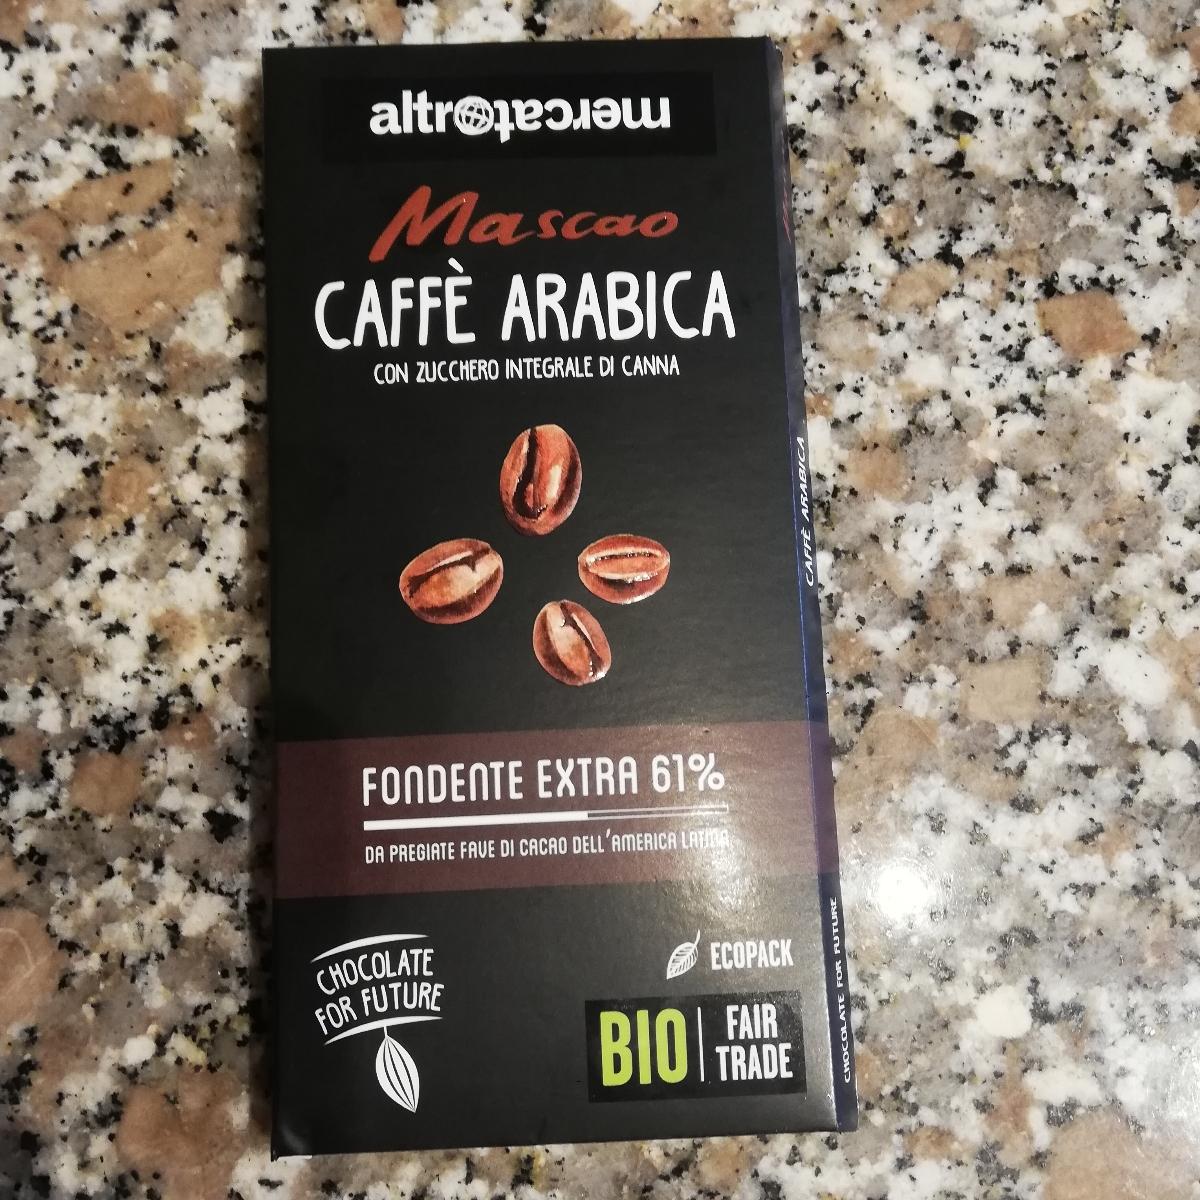 altromercato
Mascao
CAFFÈ ARABICA
CON ZUCCHERO INTEGRALE DI CANNA
FONDENTE EXTRA 61%
DA PREGIATE FAVE DI CACAO DELL'AMERICA LATINA
CHOCOLATE
FOR FUTURE
ECOPACK
BIO
FAIR
TRADE
CAFFÈ ARABICA
CHOCOLATE FOR FUTURE